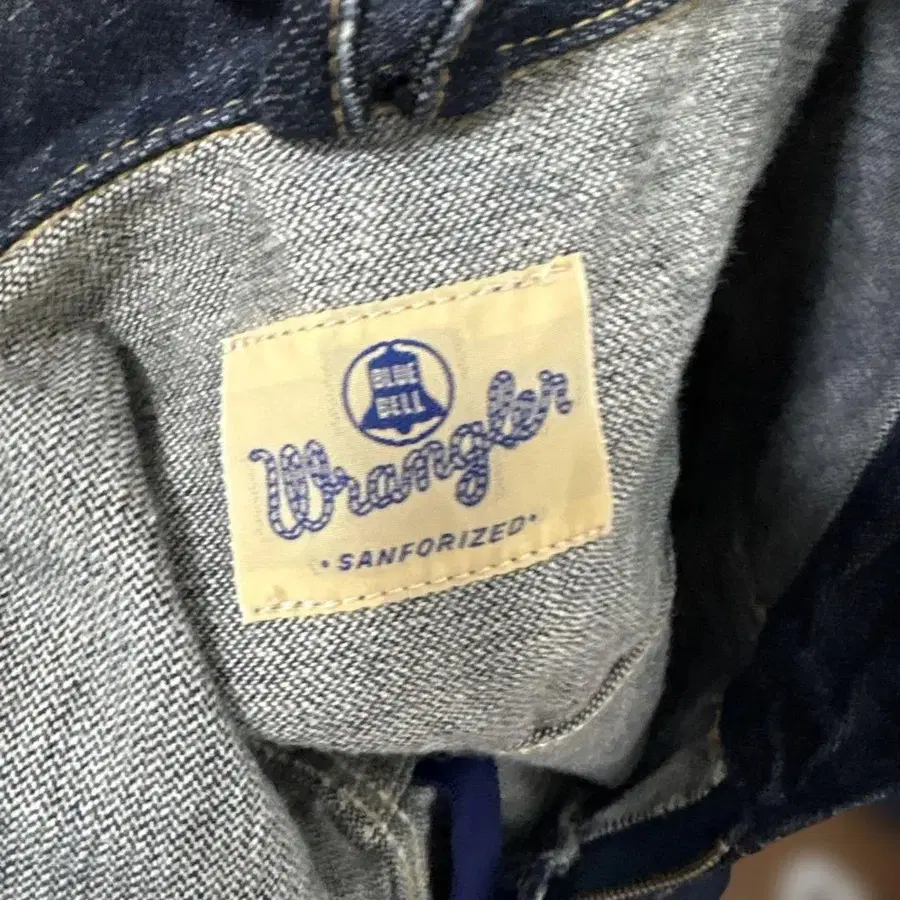 BLUE
BELL
Wrangler
• SANFORIZED •